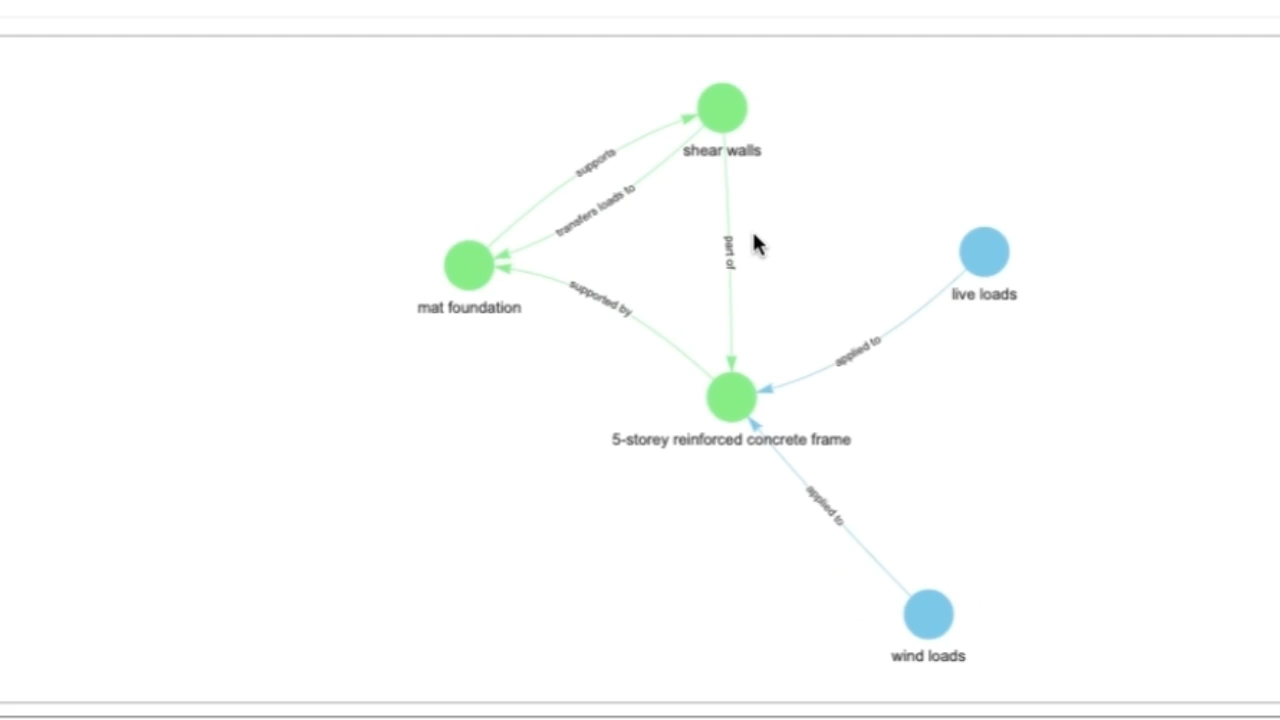 shear walls
supports
transfers loads to
part of
mat foundation
live loads
supported by
applied to
5-storey reinforced concrete frame
applied to
wind loads